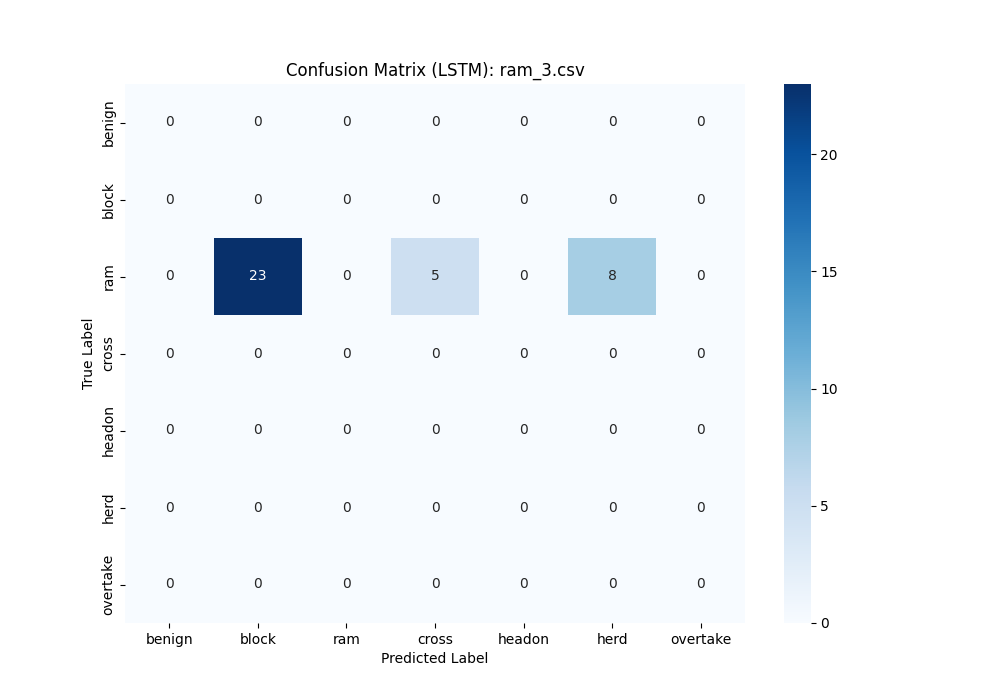 Confusion Matrix (LSTM): ram_3.csv
True Label
benign 0 0 0 0 0 0 0
block 0 0 0 0 0 0 0
ram 0 23 0 5 0 8 0
cross 0 0 0 0 0 0 0
headon 0 0 0 0 0 0 0
herd 0 0 0 0 0 0 0
overtake 0 0 0 0 0 0 0
benign block ram cross headon herd overtake
Predicted Label
20
15
10
5
0